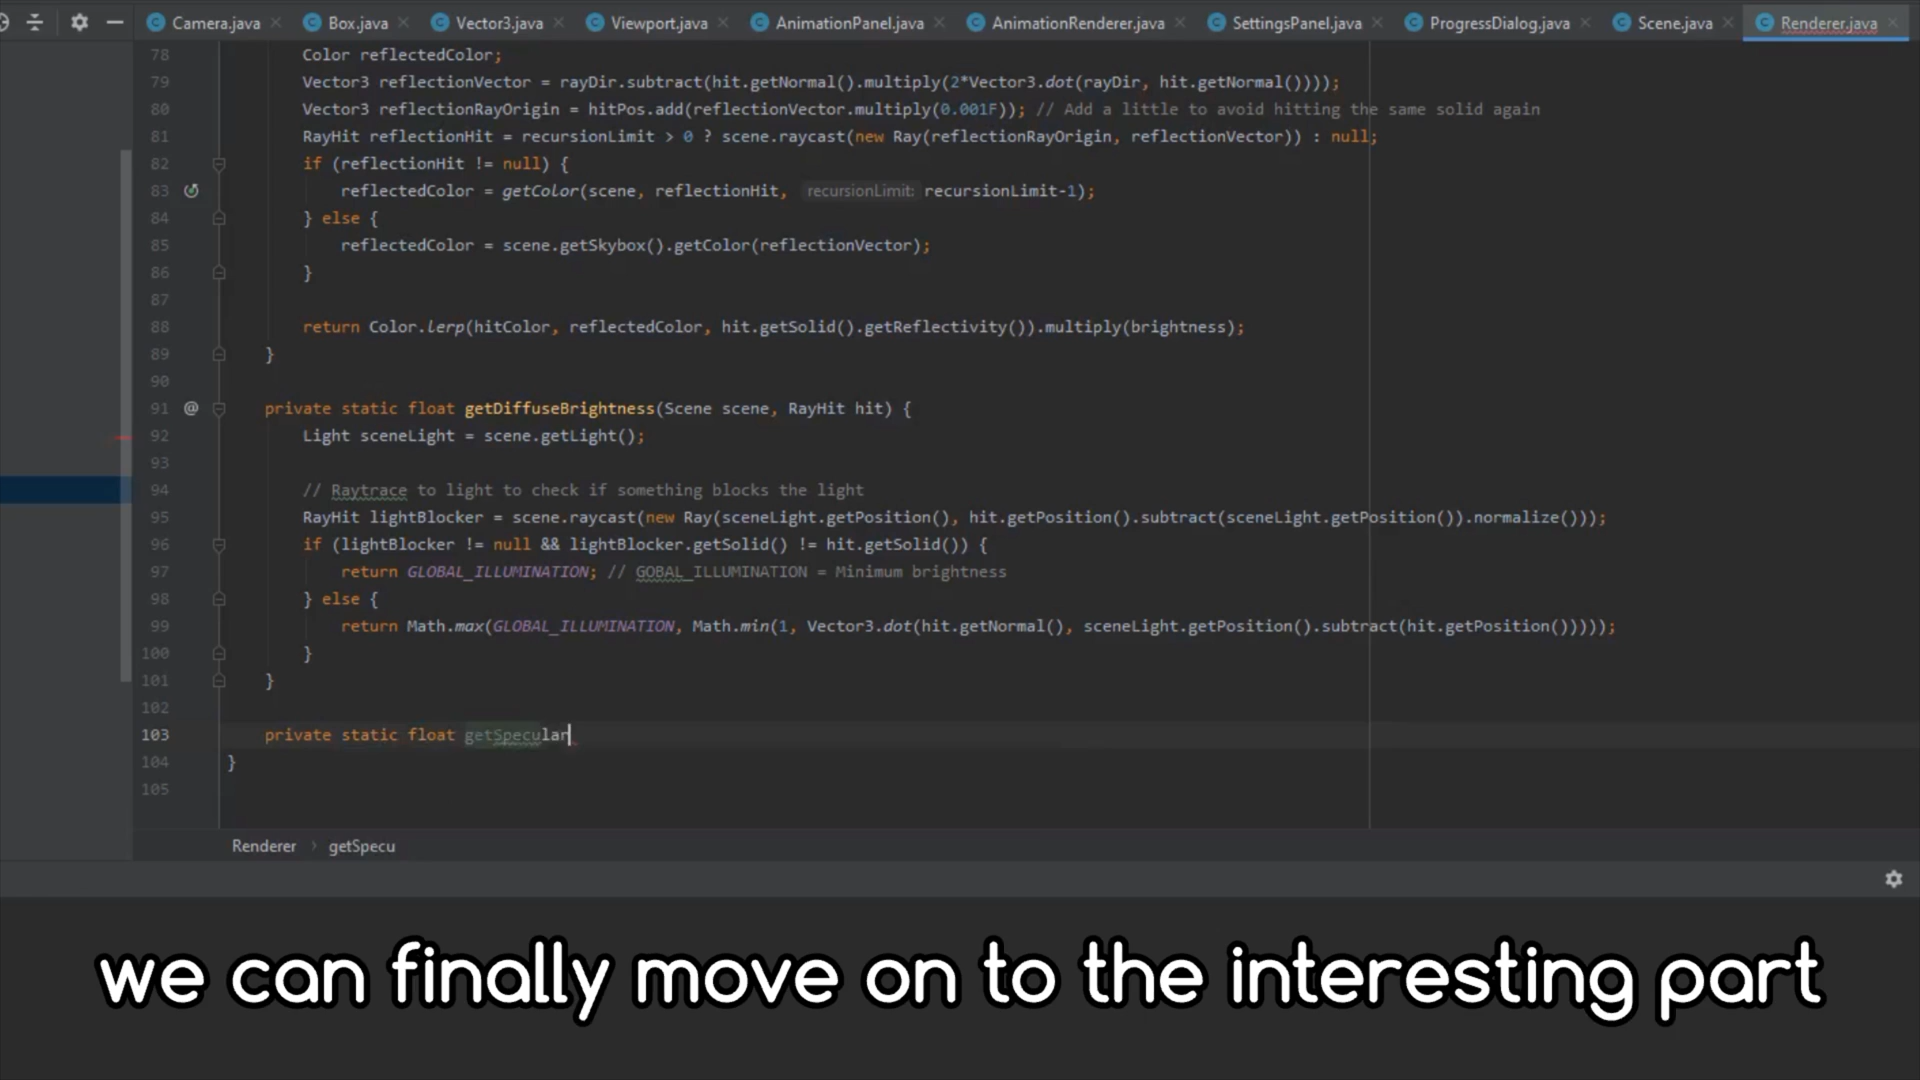 Camera.java Box.java Vector3.java Viewport.java AnimationPanel.java AnimationRenderer.java SettingsPanel.java ProgressDialog.java Scene.java Renderer.java
78 Color reflectedColor;
79 Vector3 reflectionVector = rayDir.subtract(hit.getNormal().multiply(2*Vector3.dot(rayDir, hit.getNormal())));
80 Vector3 reflectionRayOrigin = hitPos.add(reflectionVector.multiply(0.001F)); // Add a little to avoid hitting the same solid again
81 RayHit reflectionHit = recursionLimit > 0 ? scene.raycast(new Ray(reflectionRayOrigin, reflectionVector)) : null;
82 if (reflectionHit != null) {
83 reflectedColor = getColor(scene, reflectionHit, recursionLimit: recursionLimit-1);
84 } else {
85 reflectedColor = scene.getSkybox().getColor(reflectionVector);
86 }
87
88 return Color.lerp(hitColor, reflectedColor, hit.getSolid().getReflectivity()).multiply(brightness);
89 }
90
91 @ private static float getDiffuseBrightness(Scene scene, RayHit hit) {
92 Light sceneLight = scene.getLight();
93
94 // Raytrace to light to check if something blocks the light
95 RayHit lightBlocker = scene.raycast(new Ray(sceneLight.getPosition(), hit.getPosition().subtract(sceneLight.getPosition()).normalize()));
96 if (lightBlocker != null && lightBlocker.getSolid() != hit.getSolid()) {
97 return GLOBAL_ILLUMINATION; // GOBAL_ILLUMINATION = Minimum brightness
98 } else {
99 return Math.max(GLOBAL_ILLUMINATION, Math.min(1, Vector3.dot(hit.getNormal(), sceneLight.getPosition().subtract(hit.getPosition()))));
100 }
101 }
102
103 private static float getSpecular
104 }
105
Renderer › getSpecu
we can finally move on to the interesting part